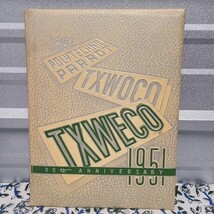 POLYTECHNIC
PARROT
TXWOCO
TXWECO
1951
ANNIVERSARY